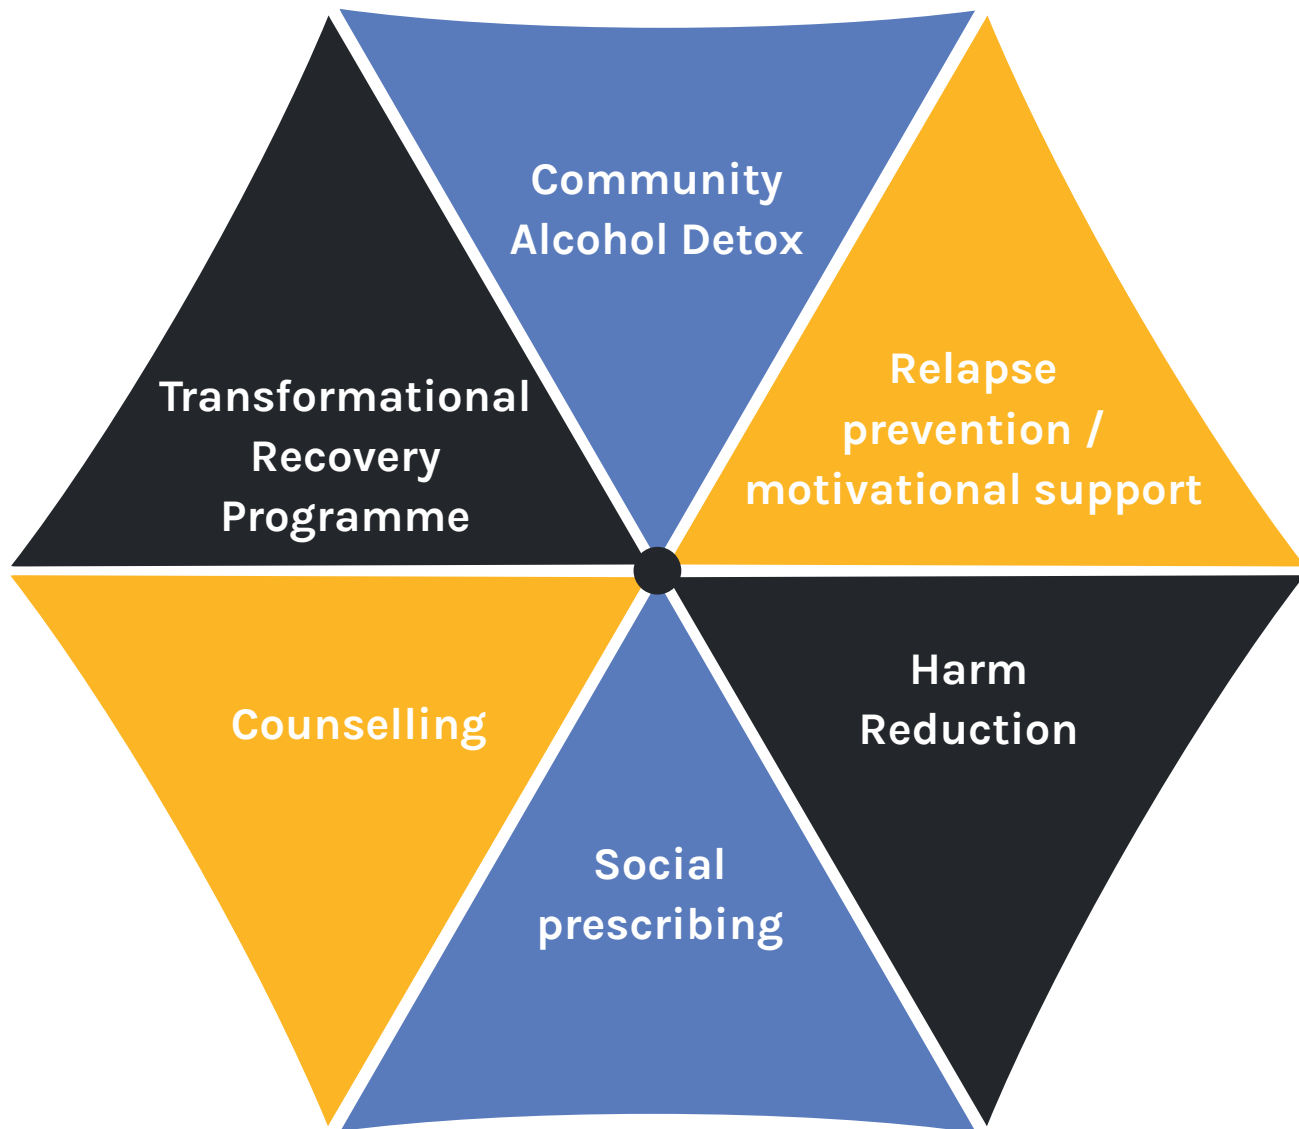 Community
Alcohol Detox
Relapse
prevention /
motivational support
Transformational
Recovery
Programme
Harm
Reduction
Counselling
Social
prescribing